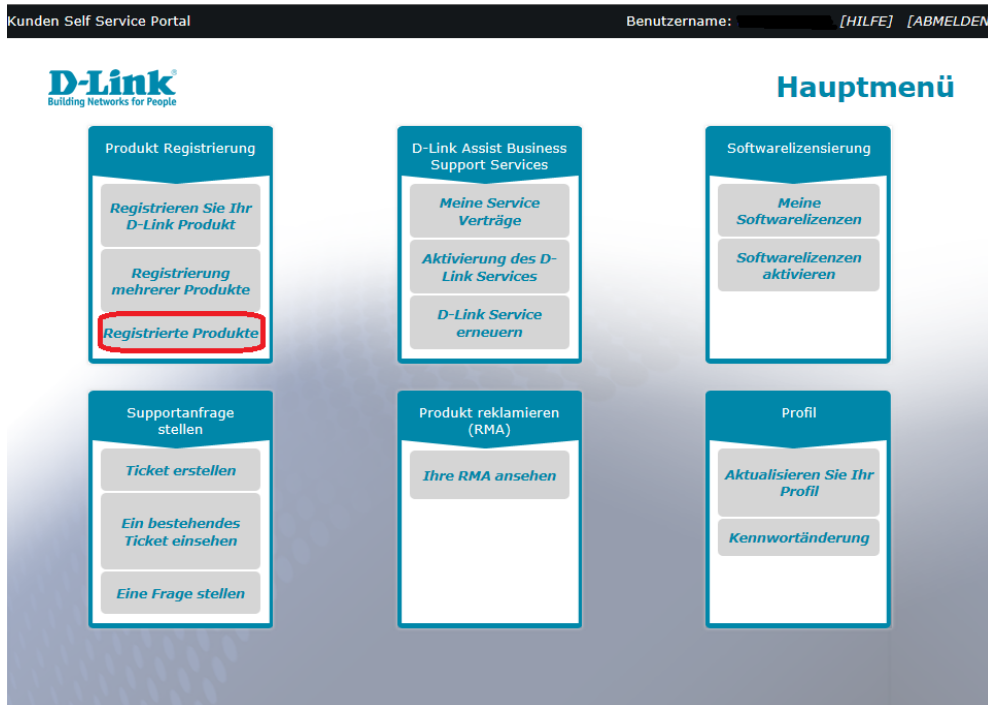 Kunden Self Service Portal
Benutzername: [HILFE] [ABMELDEN
D-Link
Building Networks for People
Hauptmenü
Produkt Registrierung
Registrieren Sie Ihr
D-Link Produkt
Registrierung
mehrerer Produkte
Registrierte Produkte
D-Link Assist Business
Support Services
Meine Service
Verträge
Aktivierung des D-
Link Services
D-Link Service
erneuern
Softwarelizensierung
Meine
Softwarelizenzen
Softwarelizenzen
aktivieren
Supportanfrage
stellen
Ticket erstellen
Ein bestehendes
Ticket einsehen
Eine Frage stellen
Produkt reklamieren
(RMA)
Ihre RMA ansehen
Profil
Aktualisieren Sie Ihr
Profil
Kennwortänderung